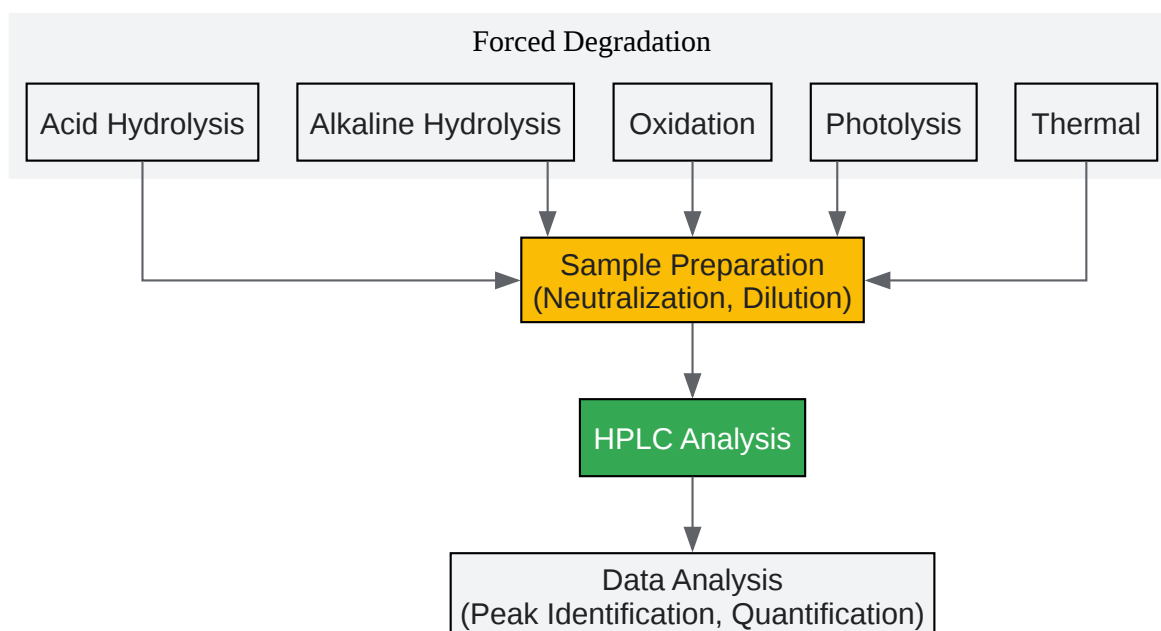 Forced Degradation
Acid Hydrolysis
Alkaline Hydrolysis
Oxidation
Photolysis
Thermal
Sample Preparation
(Neutralization, Dilution)
HPLC Analysis
Data Analysis
(Peak Identification, Quantification)